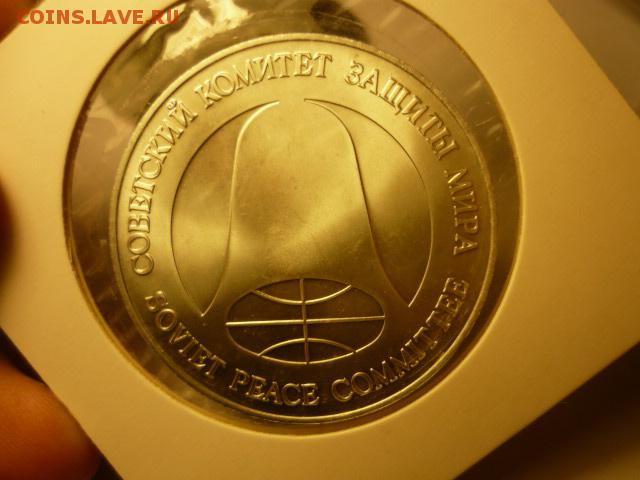 COINS.LAVE.RU
СОВЕТСКИЙ КОМИТЕТ ЗАЩИТЫ МИРА
SOVIET PEACE COMMITTEE